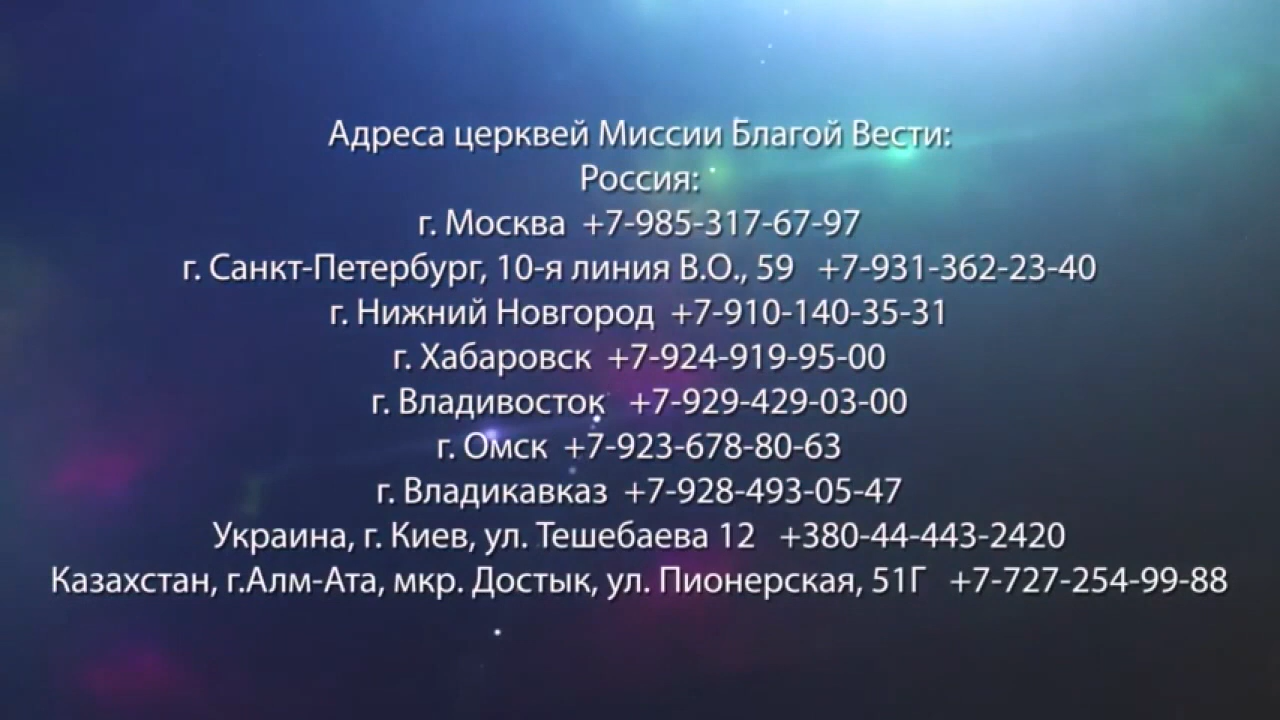 Адреса церквей Миссии Благой Вести:
Россия:
г. Москва +7-985-317-67-97
г. Санкт-Петербург, 10-я линия В.О., 59 +7-931-362-23-40
г. Нижний Новгород +7-910-140-35-31
г. Хабаровск +7-924-919-95-00
г. Владивосток +7-929-429-03-00
г. Омск +7-923-678-80-63
г. Владикавказ +7-928-493-05-47
Украина, г. Киев, ул. Тешебаева 12 +380-44-443-2420
Казахстан, г.Алм-Ата, мкр. Достык, ул. Пионерская, 51Г +7-727-254-99-88